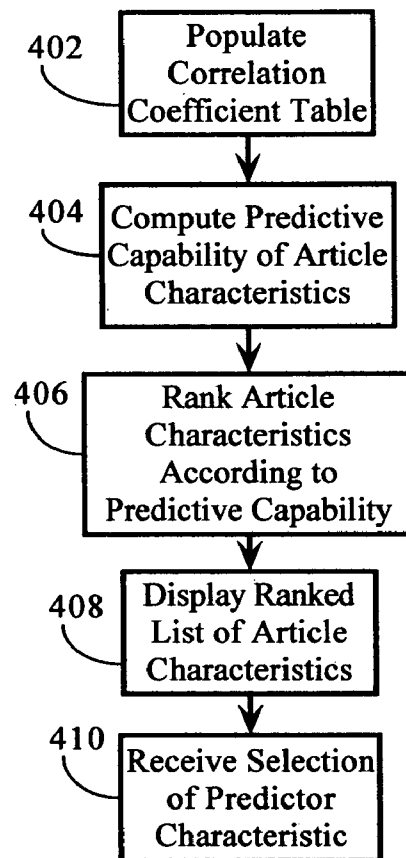 402
Populate
Correlation
Coefficient Table
404
Compute Predictive
Capability of Article
Characteristics
406
Rank Article
Characteristics
According to
Predictive Capability
408
Display Ranked
List of Article
Characteristics
410
Receive Selection
of Predictor
Characteristic